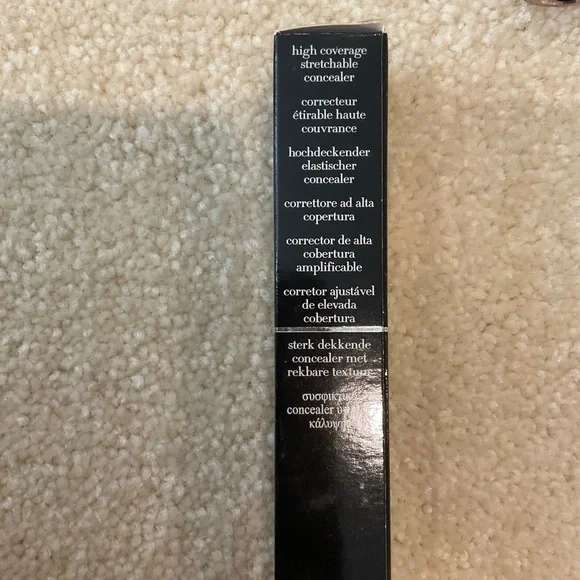 high coverage
stretchable
concealer
correcteur
étirable haute
couvrance
hochdeckender
elastischer
concealer
correttore ad alta
copertura
corrector de alta
cobertura
amplificable
corretor ajustável
de elevada
cobertura
sterk dekkende
concealer met
rekbare textuur
concealer